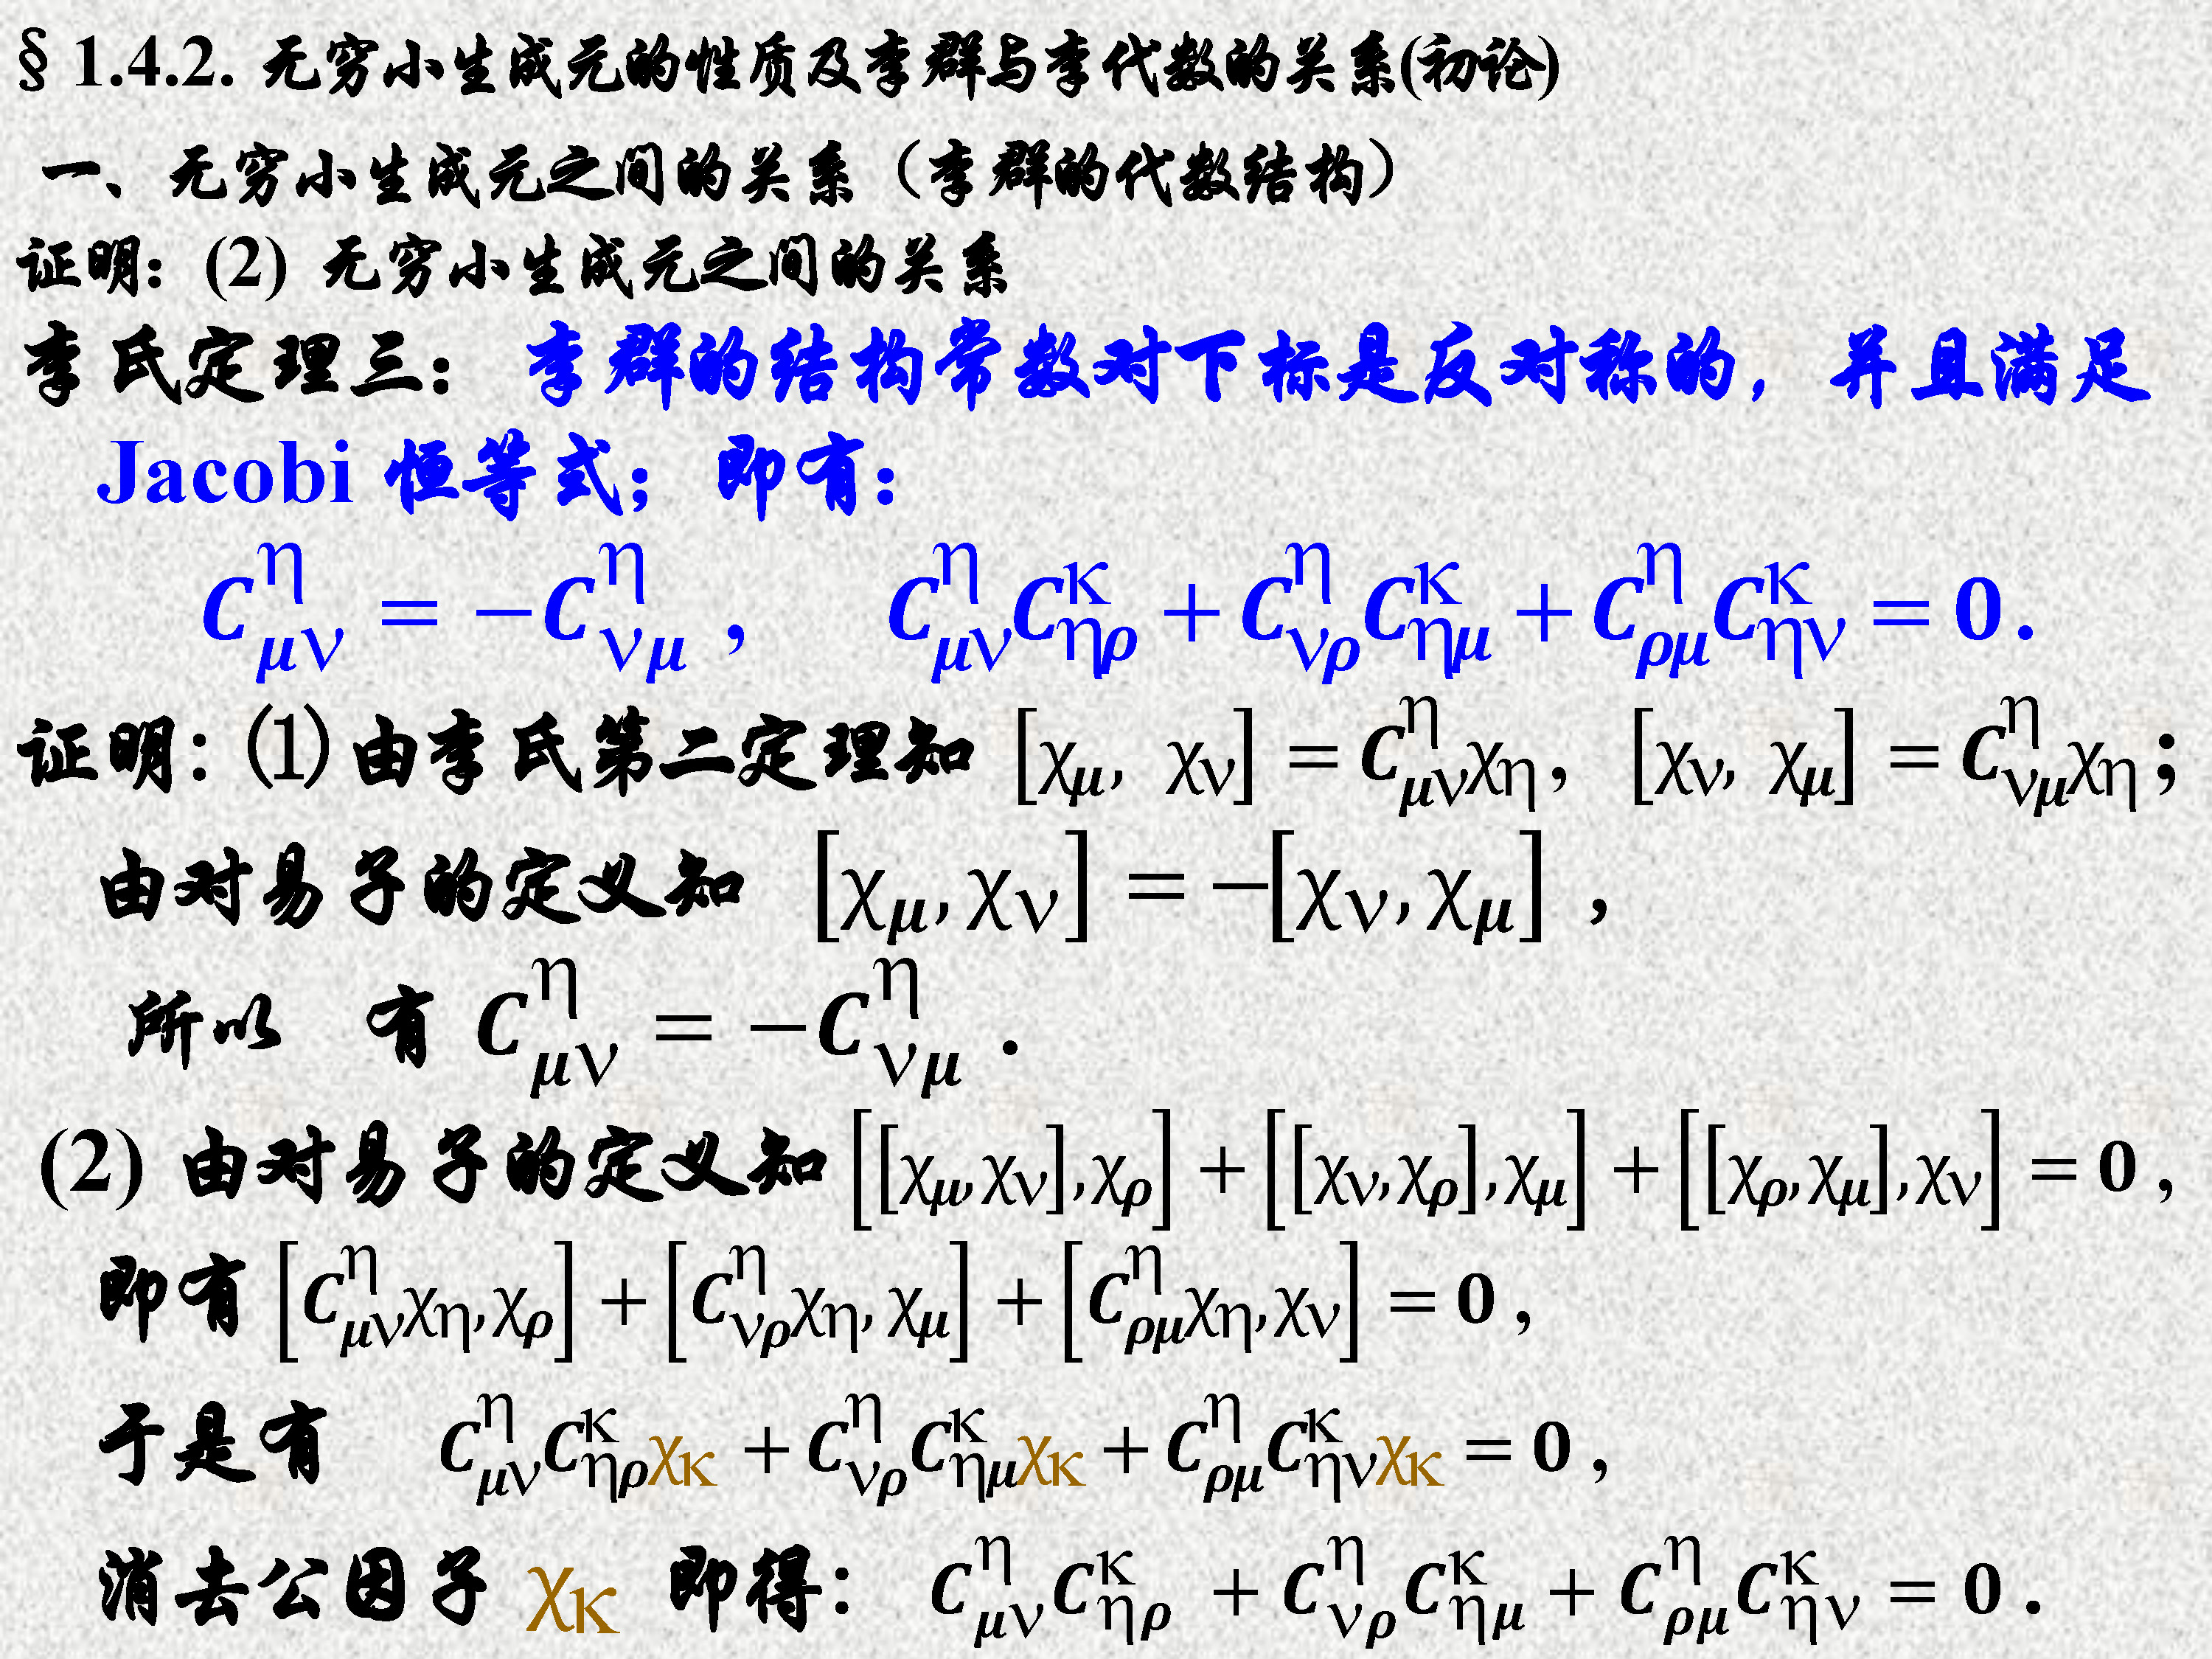 § 1.4.2. 无穷小生成元的性质及李群与李代数的关系(初论)
一、无穷小生成元之间的关系（李群的代数结构）
证明：(2) 无穷小生成元之间的关系
李氏定理三： 李群的结构常数对下标是反对称的，并且满足
Jacobi 恒等式；即有：
$C_{\mu\nu}^{\eta} = -C_{\nu\mu}^{\eta}$ , $C_{\mu\nu}^{\eta}C_{\eta\rho}^{\kappa} + C_{\nu\rho}^{\eta}C_{\eta\mu}^{\kappa} + C_{\rho\mu}^{\eta}C_{\eta\nu}^{\kappa} = 0.$
证明：(1) 由李氏第二定理知 $[\chi_{\mu}, \chi_{\nu}] = C_{\mu\nu}^{\eta}\chi_{\eta}$, $[\chi_{\nu}, \chi_{\mu}] = C_{\nu\mu}^{\eta}\chi_{\eta}$;
由对易子的定义知 $[\chi_{\mu}, \chi_{\nu}] = -[\chi_{\nu}, \chi_{\mu}]$ ,
所以 有 $C_{\mu\nu}^{\eta} = -C_{\nu\mu}^{\eta}$ .
(2) 由对易子的定义知 $[[\chi_{\mu}, \chi_{\nu}], \chi_{\rho}] + [[\chi_{\nu}, \chi_{\rho}], \chi_{\mu}] + [[\chi_{\rho}, \chi_{\mu}], \chi_{\nu}] = 0$ ,
即有 $[C_{\mu\nu}^{\eta}\chi_{\eta}, \chi_{\rho}] + [C_{\nu\rho}^{\eta}\chi_{\eta}, \chi_{\mu}] + [C_{\rho\mu}^{\eta}\chi_{\eta}, \chi_{\nu}] = 0$ ,
于是有 $C_{\mu\nu}^{\eta}C_{\eta\rho}^{\kappa}\chi_{\kappa} + C_{\nu\rho}^{\eta}C_{\eta\mu}^{\kappa}\chi_{\kappa} + C_{\rho\mu}^{\eta}C_{\eta\nu}^{\kappa}\chi_{\kappa} = 0$ ,
消去公因子 $\chi_{\kappa}$ 即得： $C_{\mu\nu}^{\eta}C_{\eta\rho}^{\kappa} + C_{\nu\rho}^{\eta}C_{\eta\mu}^{\kappa} + C_{\rho\mu}^{\eta}C_{\eta\nu}^{\kappa} = 0$ .